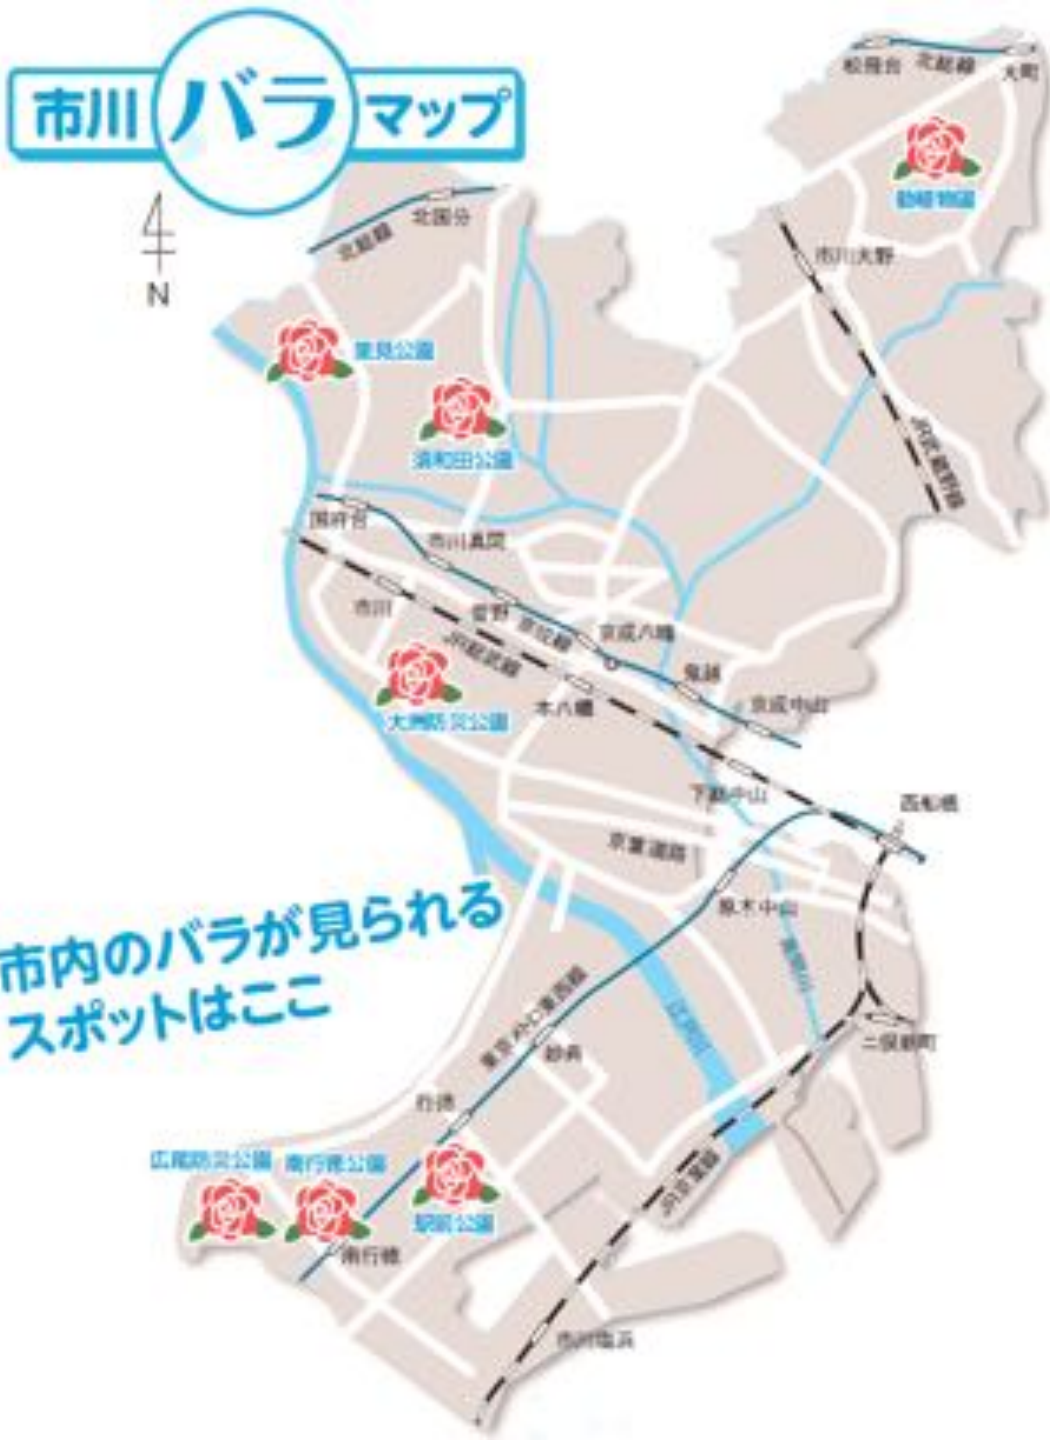 市川バラマップ
N
松飛台
北総線
大町
動植物園
北国分
北総線
市川大野
里見公園
須和田公園
JR武蔵野線
国府台
市川真間
市川
菅野
京成線
京成八幡
JR総武線
鬼越
大洲防災公園
本八幡
京成中山
下総中山
西船橋
京葉道路
原木中山
市内のバラが見られる
スポットはここ
江戸川
東京メトロ東西線
妙典
二俣新町
行徳
広尾防災公園
南行徳公園
駅前公園
JR京葉線
南行徳
市川塩浜